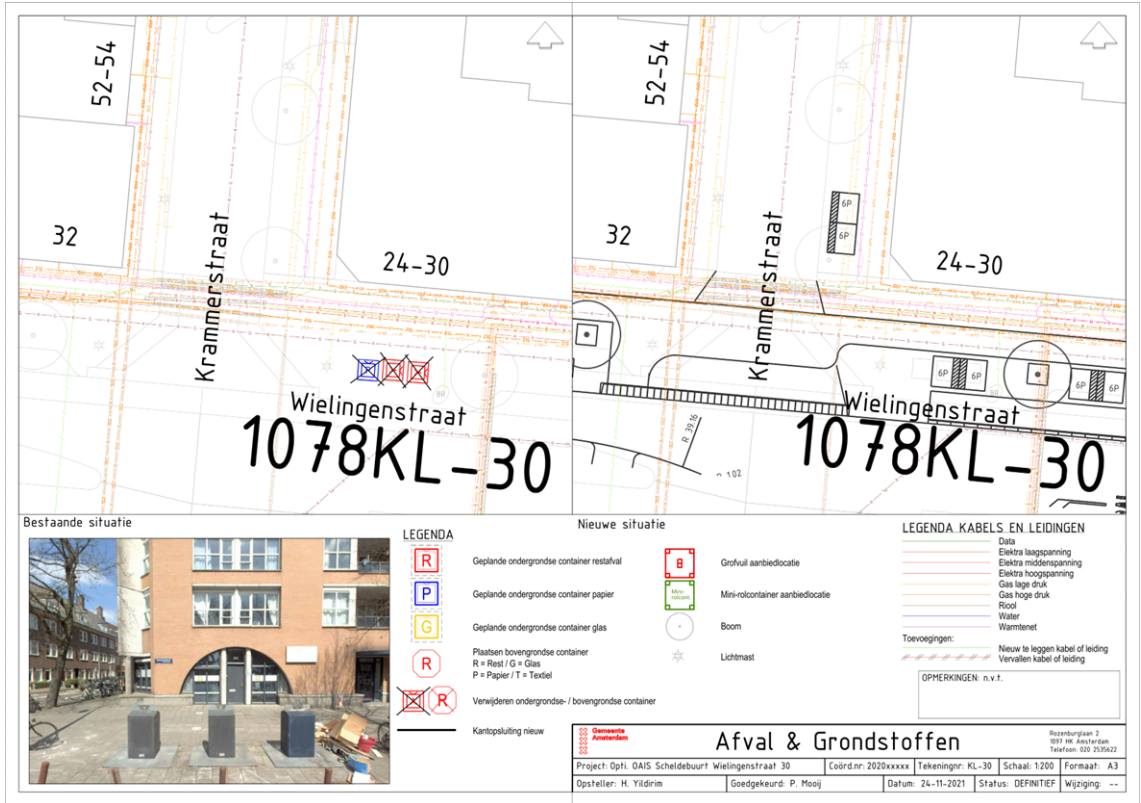 52-54
32
Krammerstraat
24-30
BR
Wielingenstraat
1078KL-30
52-54
32
Krammerstraat
6P
6P
24-30
6P
6P
6P
6P
Wielingenstraat
R 39.16
1078KL-30
Bestaande situatie
Nieuwe situatie
LEGENDA
R
Geplande ondergrondse container restafval
P
Geplande ondergrondse container papier
G
Geplande ondergrondse container glas
R
Plaatsen bovengrondse container
R = Rest / G = Glas
P = Papier / T = Textiel
R
Verwijderen ondergrondse- / bovengrondse container
Kantopsluiting nieuw
Grofvuil aanbiedlocatie
Mini-rolcont.
Mini-rolcontainer aanbiedlocatie
Boom
Lichtmast
LEGENDA KABELS EN LEIDINGEN
Data
Elektra laagspanning
Elektra middenspanning
Elektra hoogspanning
Gas lage druk
Gas hoge druk
Riool
Water
Warmtenet
Toevoegingen:
Nieuw te leggen kabel of leiding
Vervallen kabel of leiding
OPMERKINGEN: n.v.t.
Gemeente
Amsterdam
Afval & Grondstoffen
Rozenburglaan 2
1097 HK Amsterdam
Telefoon: 020 2535622
Project: Opti. OAIS Scheldebuurt Wielingenstraat 30
Coörd.nr: 2020xxxxx
Tekeningnr: KL-30
Schaal: 1:200
Formaat: A3
Opsteller: H. Yildirim
Goedgekeurd: P. Mooij
Datum: 24-11-2021
Status: DEFINITIEF
Wijziging: --